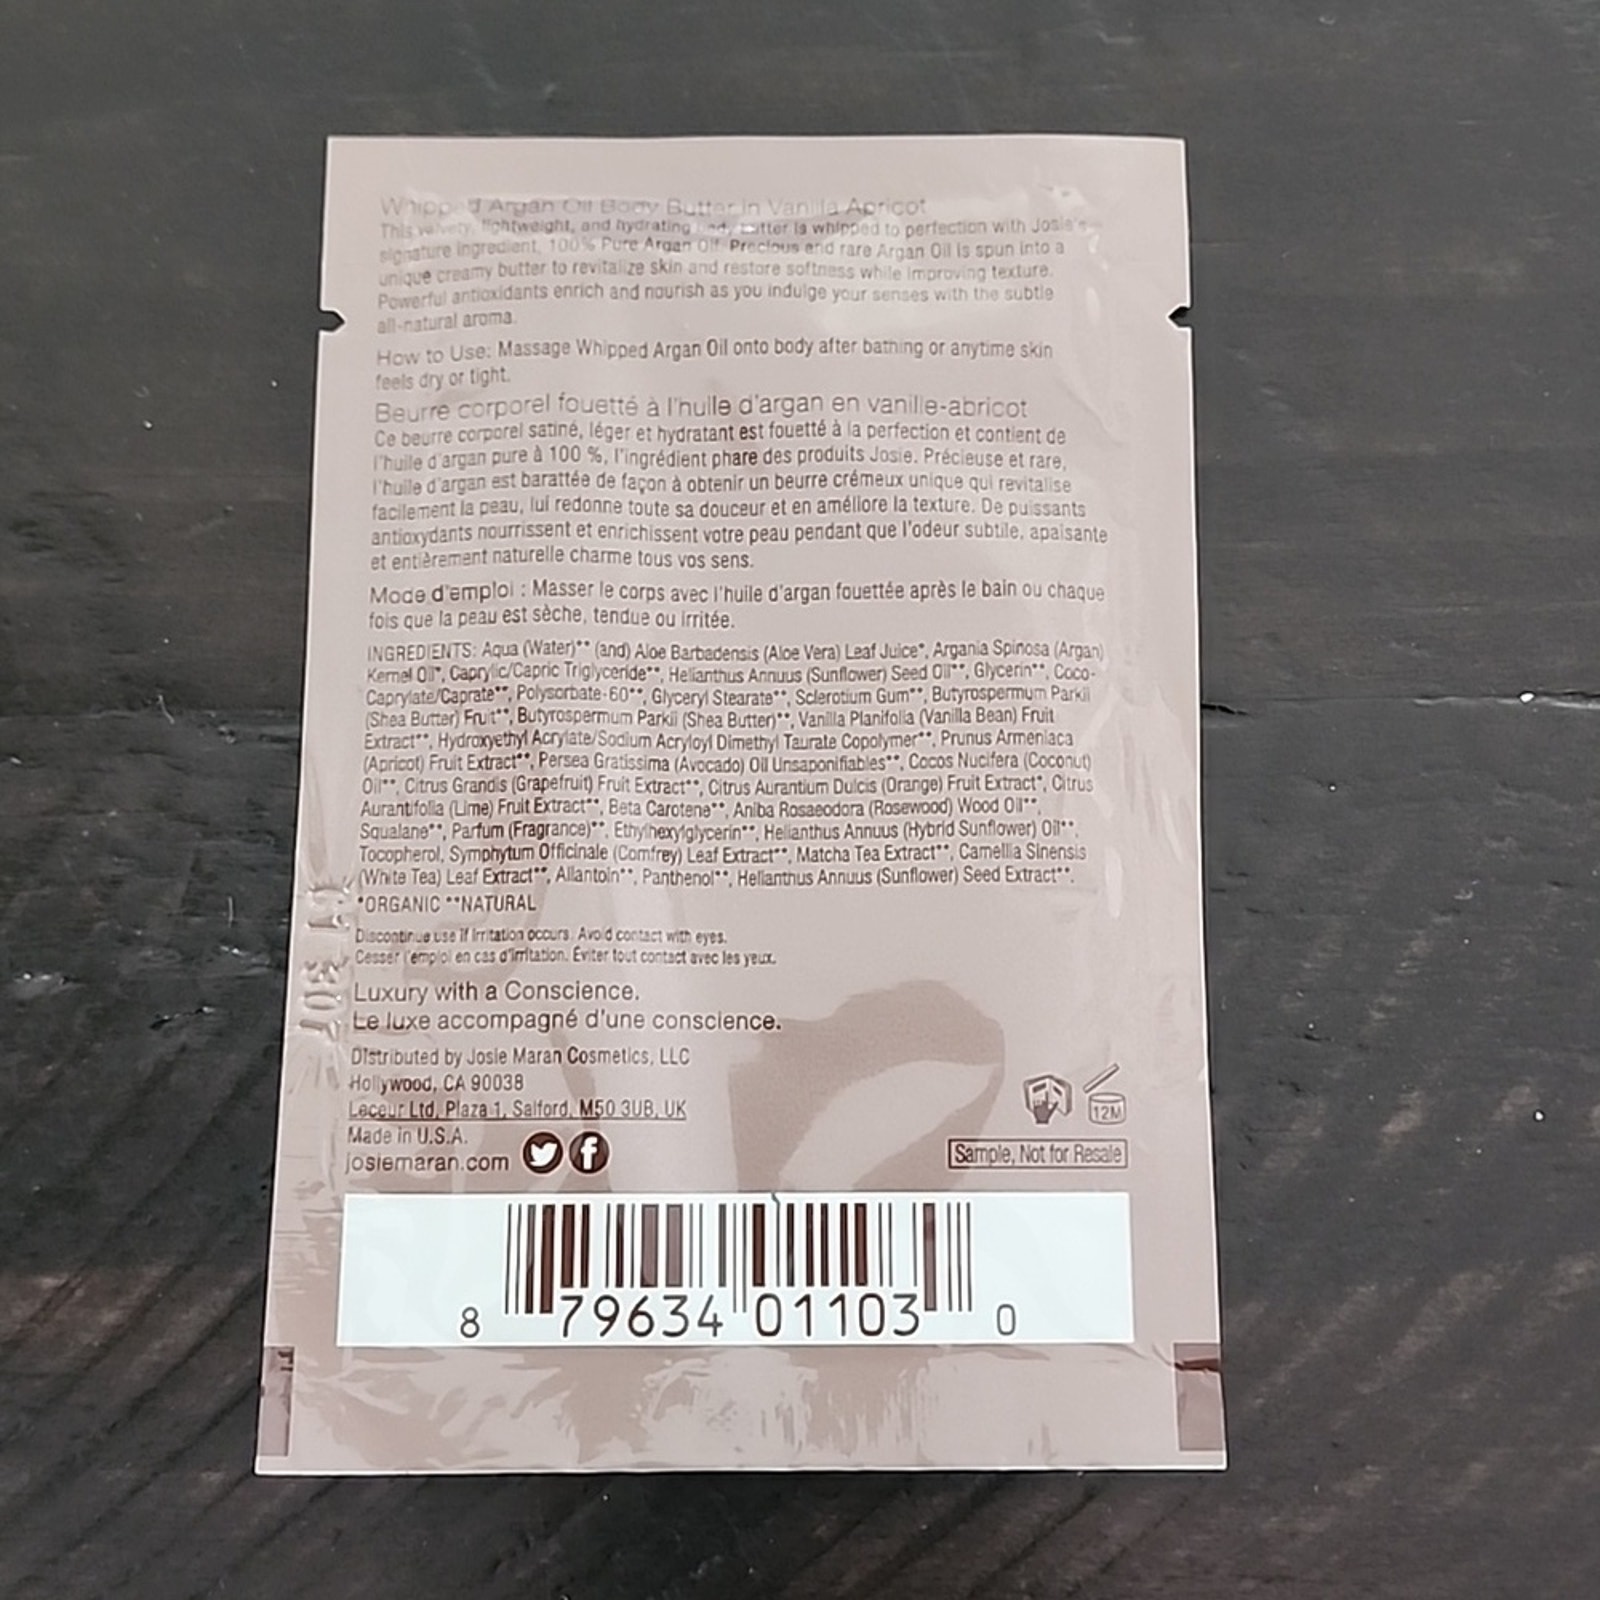 Whipped Argan Oil Body Butter in Vanilla Apricot
This velvety, lightweight, and hydrating body butter is whipped to perfection with Josie's
signature ingredient, 100% Pure Argan Oil. Precious and rare Argan Oil is spun into a
unique creamy butter to revitalize skin and restore softness while improving texture.
Powerful antioxidants enrich and nourish as you indulge your senses with the subtle
all-natural aroma.
How to Use: Massage Whipped Argan Oil onto body after bathing or anytime skin
feels dry or tight.
Beurre corporel fouetté à l'huile d'argan en vanille-abricot
Ce beurre corporel satiné, léger et hydratant est fouetté à la perfection et contient de
l'huile d'argan pure à 100 %, l'ingrédient phare des produits Josie. Précieuse et rare,
l'huile d'argan est barattée de façon à obtenir un beurre crémeux unique qui revitalise
facilement la peau, lui redonne toute sa douceur et en améliore la texture. De puissants
antioxydants nourrissent et enrichissent votre peau pendant que l'odeur subtile, apaisante
et entièrement naturelle charme tous vos sens.
Mode d'emploi : Masser le corps avec l'huile d'argan fouettée après le bain ou chaque
fois que la peau est sèche, tendue ou irritée.
INGREDIENTS: Aqua (Water)** (and) Aloe Barbadensis (Aloe Vera) Leaf Juice*, Argania Spinosa (Argan)
Kernel Oil*, Caprylic/Capric Triglyceride**, Helianthus Annuus (Sunflower) Seed Oil**, Glycerin**, Coco-
Caprylate/Caprate**, Polysorbate-60**, Glyceryl Stearate**, Sclerotium Gum**, Butyrospermum Parkii
(Shea Butter) Fruit**, Butyrospermum Parkii (Shea Butter)**, Vanilla Planifolia (Vanilla Bean) Fruit
Extract**, Hydroxyethyl Acrylate/Sodium Acryloyl Dimethyl Taurate Copolymer**, Prunus Armeniaca
(Apricot) Fruit Extract**, Persea Gratissima (Avocado) Oil Unsaponifiables**, Cocos Nucifera (Coconut)
Oil**, Citrus Grandis (Grapefruit) Fruit Extract**, Citrus Aurantium Dulcis (Orange) Fruit Extract*, Citrus
Aurantifolia (Lime) Fruit Extract**, Beta Carotene**, Aniba Rosaeodora (Rosewood) Wood Oil**,
Squalane**, Parfum (Fragrance)**, Ethylhexylglycerin**, Helianthus Annuus (Hybrid Sunflower) Oil**,
Tocopherol, Symphytum Officinale (Comfrey) Leaf Extract**, Matcha Tea Extract**, Camellia Sinensis
(White Tea) Leaf Extract**, Allantoin**, Panthenol**, Helianthus Annuus (Sunflower) Seed Extract**.
*ORGANIC **NATURAL
Discontinue use if irritation occurs. Avoid contact with eyes.
Cesser l'emploi en cas d'irritation. Éviter tout contact avec les yeux.
Luxury with a Conscience.
Le luxe accompagné d'une conscience.
Distributed by Josie Maran Cosmetics, LLC
Hollywood, CA 90038
Leceur Ltd, Plaza 1, Salford, M50 3UB, UK
Made in U.S.A.
josiemaran.com
12M
Sample, Not for Resale
8 79634 01103 0